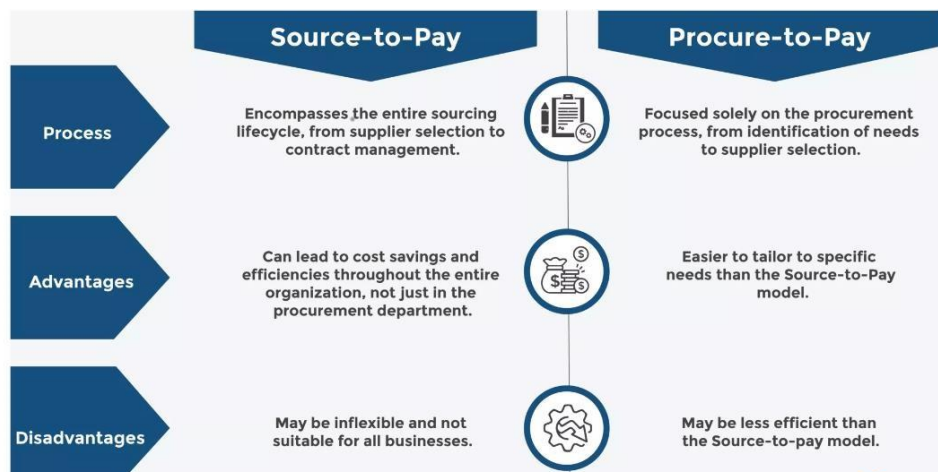 Source-to-Pay
Procure-to-Pay
Process
Encompasses the entire sourcing
lifecycle, from supplier selection to
contract management.
Focused solely on the procurement
process, from identification of needs
to supplier selection.
Advantages
Can lead to cost savings and
efficiencies throughout the entire
organization, not just in the
procurement department.
Easier to tailor to specific
needs than the Source-to-Pay
model.
Disadvantages
May be inflexible and not
suitable for all businesses.
May be less efficient than
the Source-to-pay model.